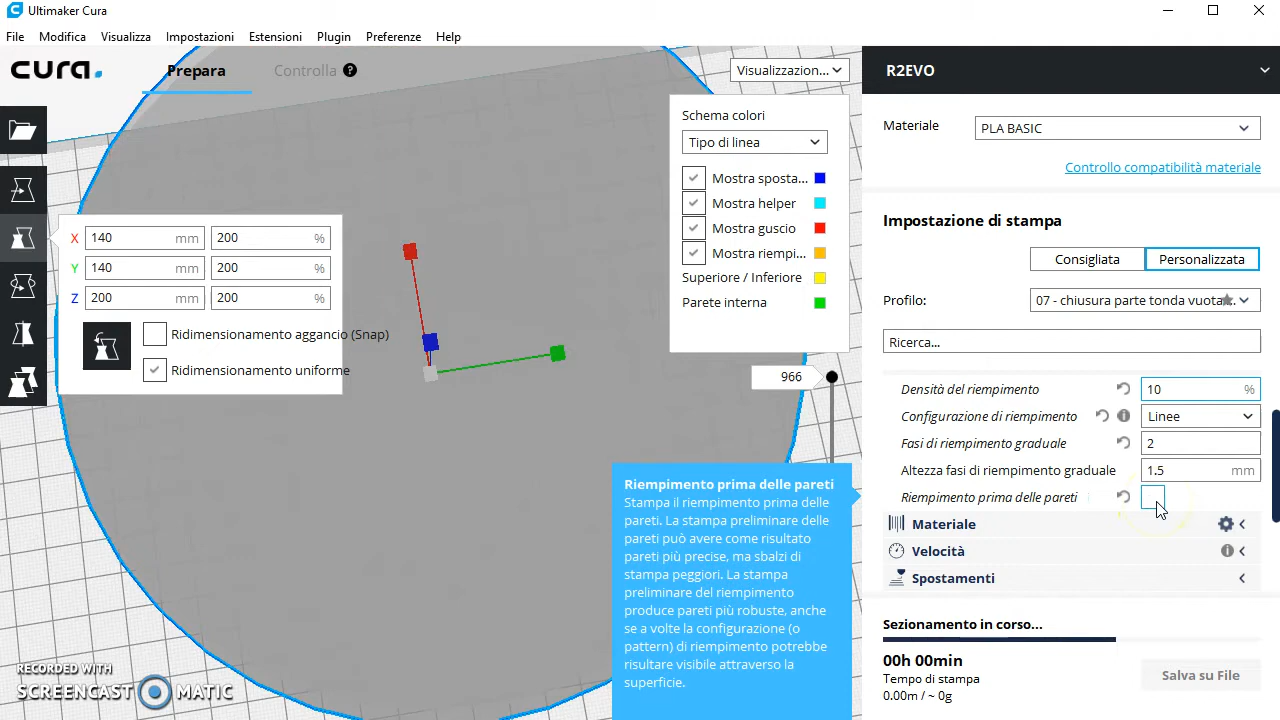 Ultimaker Cura
File Modifica Visualizza Impostazioni Estensioni Plugin Preferenze Help
cura.
Prepara
Controlla ?
Visualizzazion...
Schema colori
Tipo di linea
Mostra sposta...
Mostra helper
Mostra guscio
Mostra riempi...
Superiore / Inferiore
Parete interna
X 140 mm 200 %
Y 140 mm 200 %
Z 200 mm 200 %
Ridimensionamento aggancio (Snap)
Ridimensionamento uniforme
966
Riempimento prima delle pareti
Stampa il riempimento prima delle
pareti. La stampa preliminare delle
pareti può avere come risultato
pareti più precise, ma sbalzi di
stampa peggiori. La stampa
preliminare del riempimento
produce pareti più robuste, anche
se a volte la configurazione (o
pattern) di riempimento potrebbe
risultare visibile attraverso la
superficie.
R2EVO
Materiale PLA BASIC
Controllo compatibilità materiale
Impostazione di stampa
Consigliata Personalizzata
Profilo: 07 - chiusura parte tonda vuota...
Ricerca...
Densità del riempimento 10 %
Configurazione di riempimento Linee
Fasi di riempimento graduale 2
Altezza fasi di riempimento graduale 1.5 mm
Riempimento prima delle pareti
Materiale
Velocità
Spostamenti
Sezionamento in corso...
00h 00min
Tempo di stampa
0.00m / ~ 0g
Salva su File
RECORDED WITH
SCREENCAST MATIC